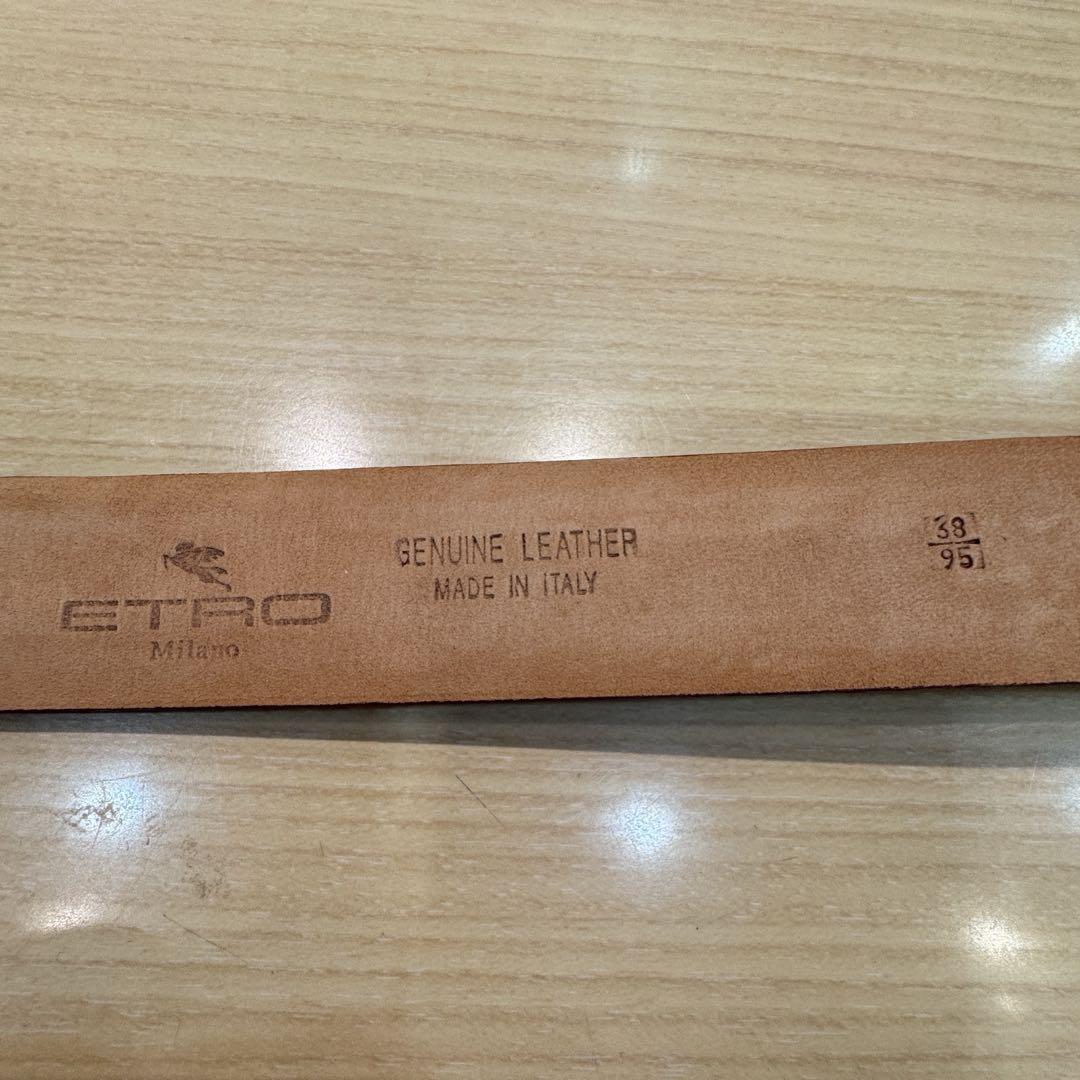 ETRO
Milano
GENUINE LEATHER
MADE IN ITALY
38
95